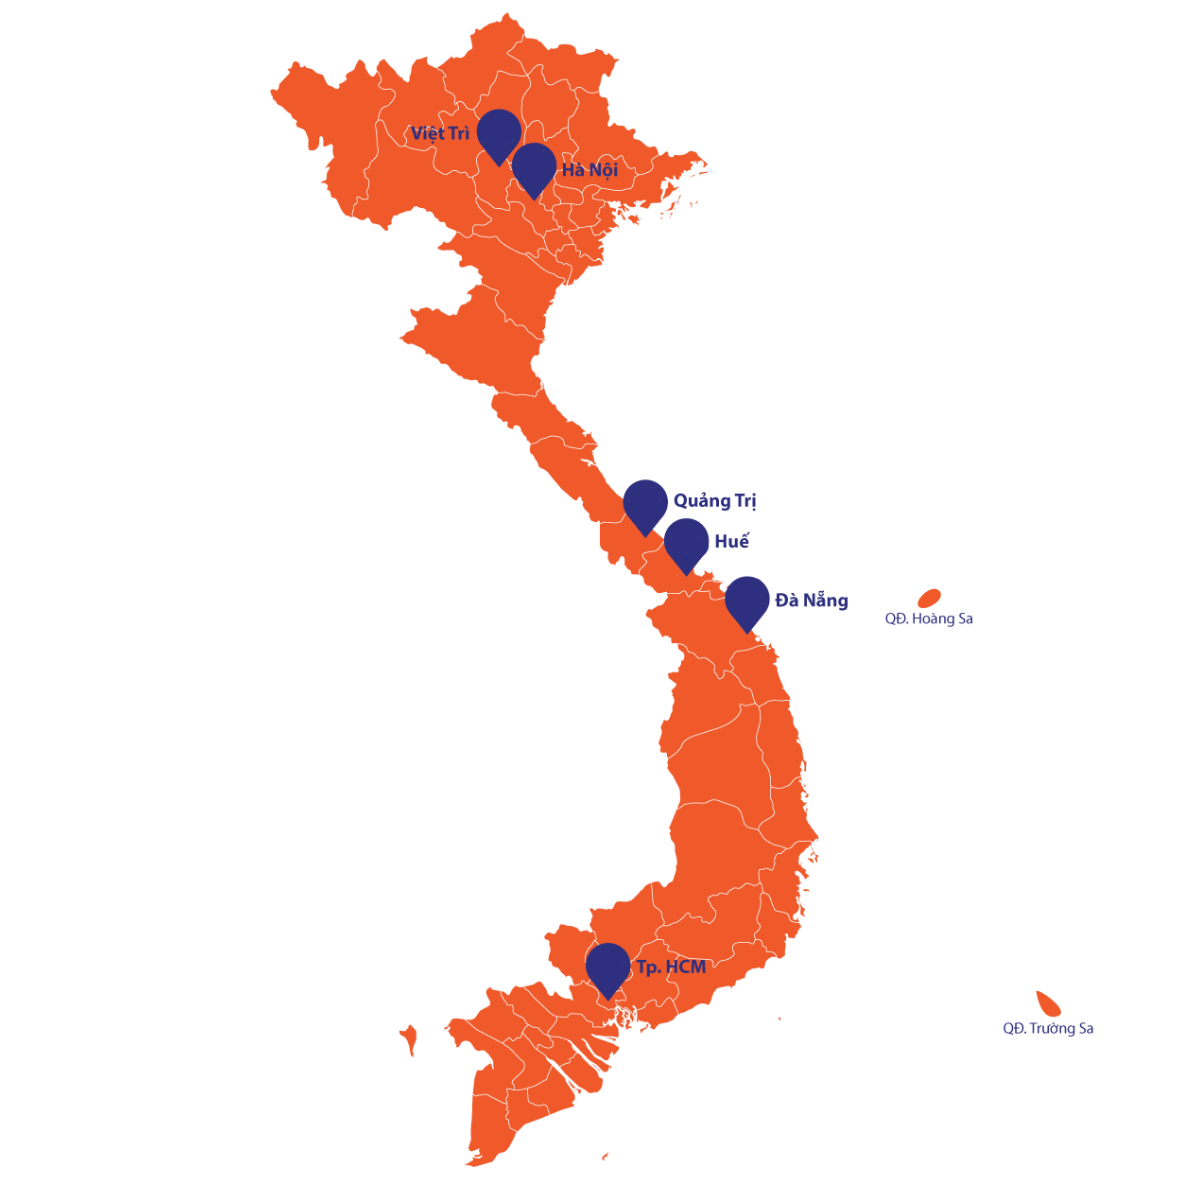 Việt Trì
Hà Nội
Quảng Trị
Huế
Đà Nẵng
QĐ. Hoàng Sa
Tp. HCM
QĐ. Trường Sa